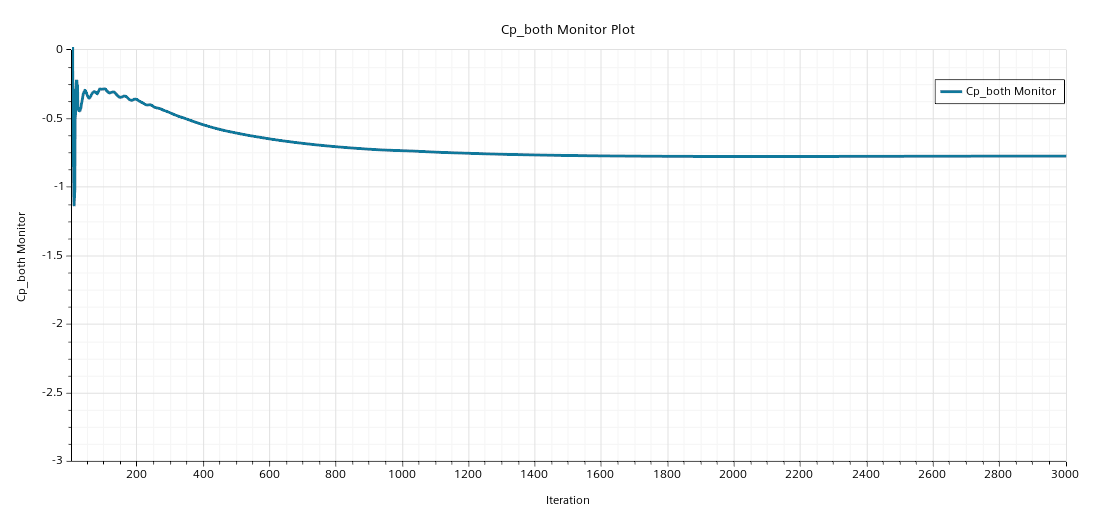 Cp_both Monitor Plot
Cp_both Monitor
0
-0.5
-1
-1.5
-2
-2.5
-3
Cp_both Monitor
200 400 600 800 1000 1200 1400 1600 1800 2000 2200 2400 2600 2800 3000
Iteration